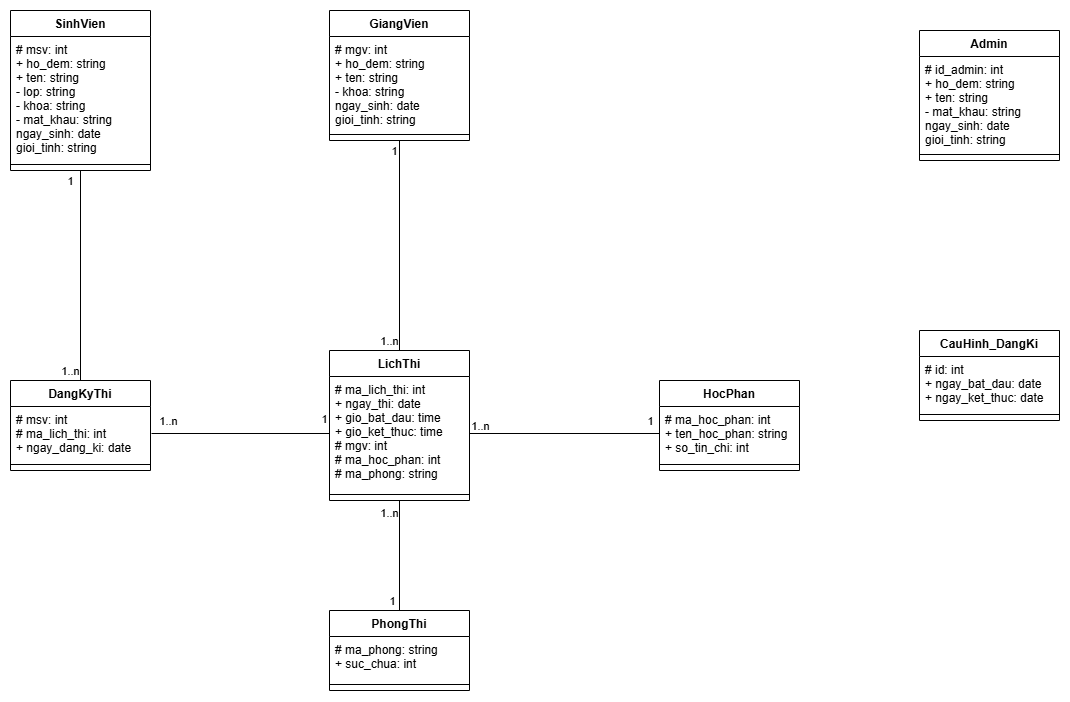 SinhVien
# msv: int
+ ho_dem: string
+ ten: string
- lop: string
- khoa: string
- mat_khau: string
ngay_sinh: date
gioi_tinh: string
1
1..n
GiangVien
# mgv: int
+ ho_dem: string
+ ten: string
- khoa: string
ngay_sinh: date
gioi_tinh: string
1
1..n
Admin
# id_admin: int
+ ho_dem: string
+ ten: string
- mat_khau: string
ngay_sinh: date
gioi_tinh: string
DangKyThi
# msv: int
# ma_lich_thi: int
+ ngay_dang_ki: date
1..n
1
LichThi
# ma_lich_thi: int
+ ngay_thi: date
+ gio_bat_dau: time
+ gio_ket_thuc: time
# mgv: int
# ma_hoc_phan: int
# ma_phong: string
1..n
1
HocPhan
# ma_hoc_phan: int
+ ten_hoc_phan: string
+ so_tin_chi: int
CauHinh_DangKi
# id: int
+ ngay_bat_dau: date
+ ngay_ket_thuc: date
1..n
1
PhongThi
# ma_phong: string
+ suc_chua: int